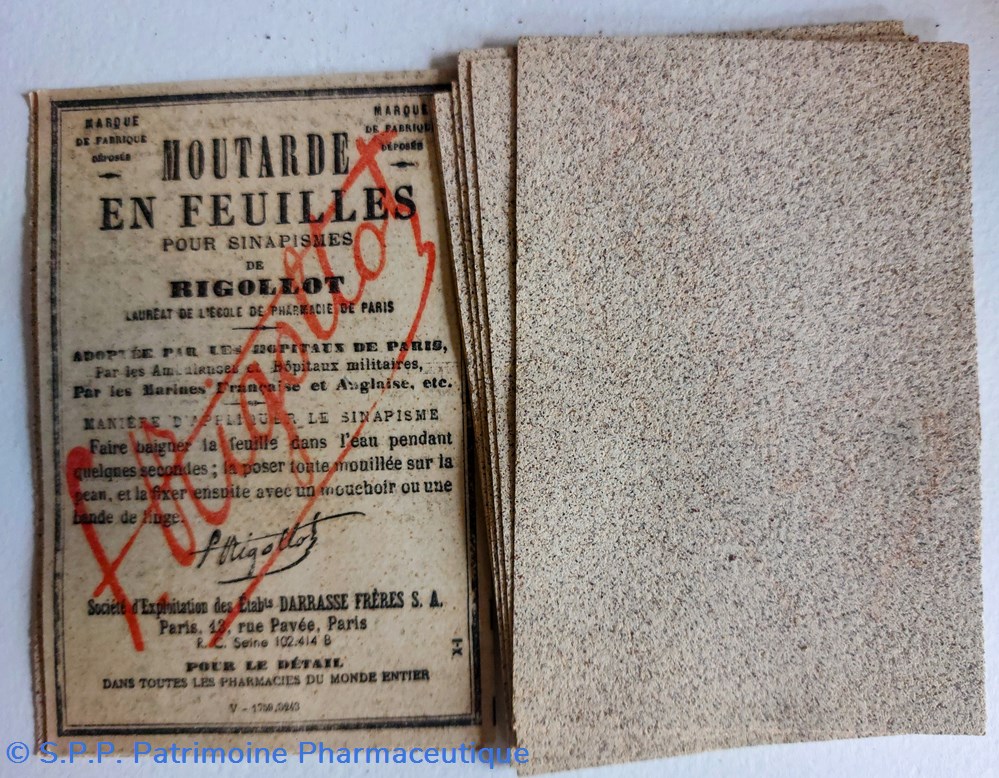 MARQUE
DE FABRIQUE
DÉPOSÉE
MARQUE
DE FABRIQUE
DÉPOSÉE
MOUTARDE
EN FEUILLES
POUR SINAPISMES
DE
RIGOLLOT
LAURÉAT DE L'ÉCOLE DE PHARMACIE DE PARIS
ADOPTÉE PAR LES HOPITAUX DE PARIS,
Par les Ambulances et Hôpitaux militaires,
Par les Marines Française et Anglaise, etc.
MANIÈRE D'APPLIQUER LE SINAPISME
Faire baigner la feuille dans l'eau pendant
quelques secondes ; la poser toute mouillée sur la
peau, et la fixer ensuite avec un mouchoir ou une
bande de linge.
P. Rigollot
P. Rigollot
Société d'Exploitation des Etabts DARRASSE FRÈRES S. A.
Paris, 13, rue Pavée, Paris
R. C. Seine 102.414 B
POUR LE DÉTAIL
DANS TOUTES LES PHARMACIES DU MONDE ENTIER
© S.P.P. Patrimoine Pharmaceutique